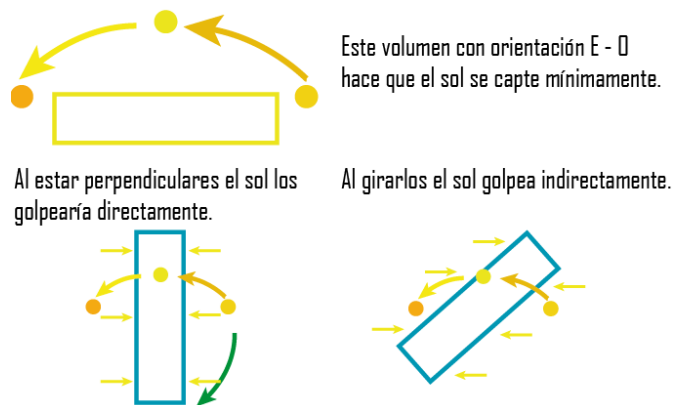 Este volumen con orientación E - O
hace que el sol se capte mínimamente.
Al estar perpendiculares el sol los
golpearía directamente.
Al girarlos el sol golpea indirectamente.